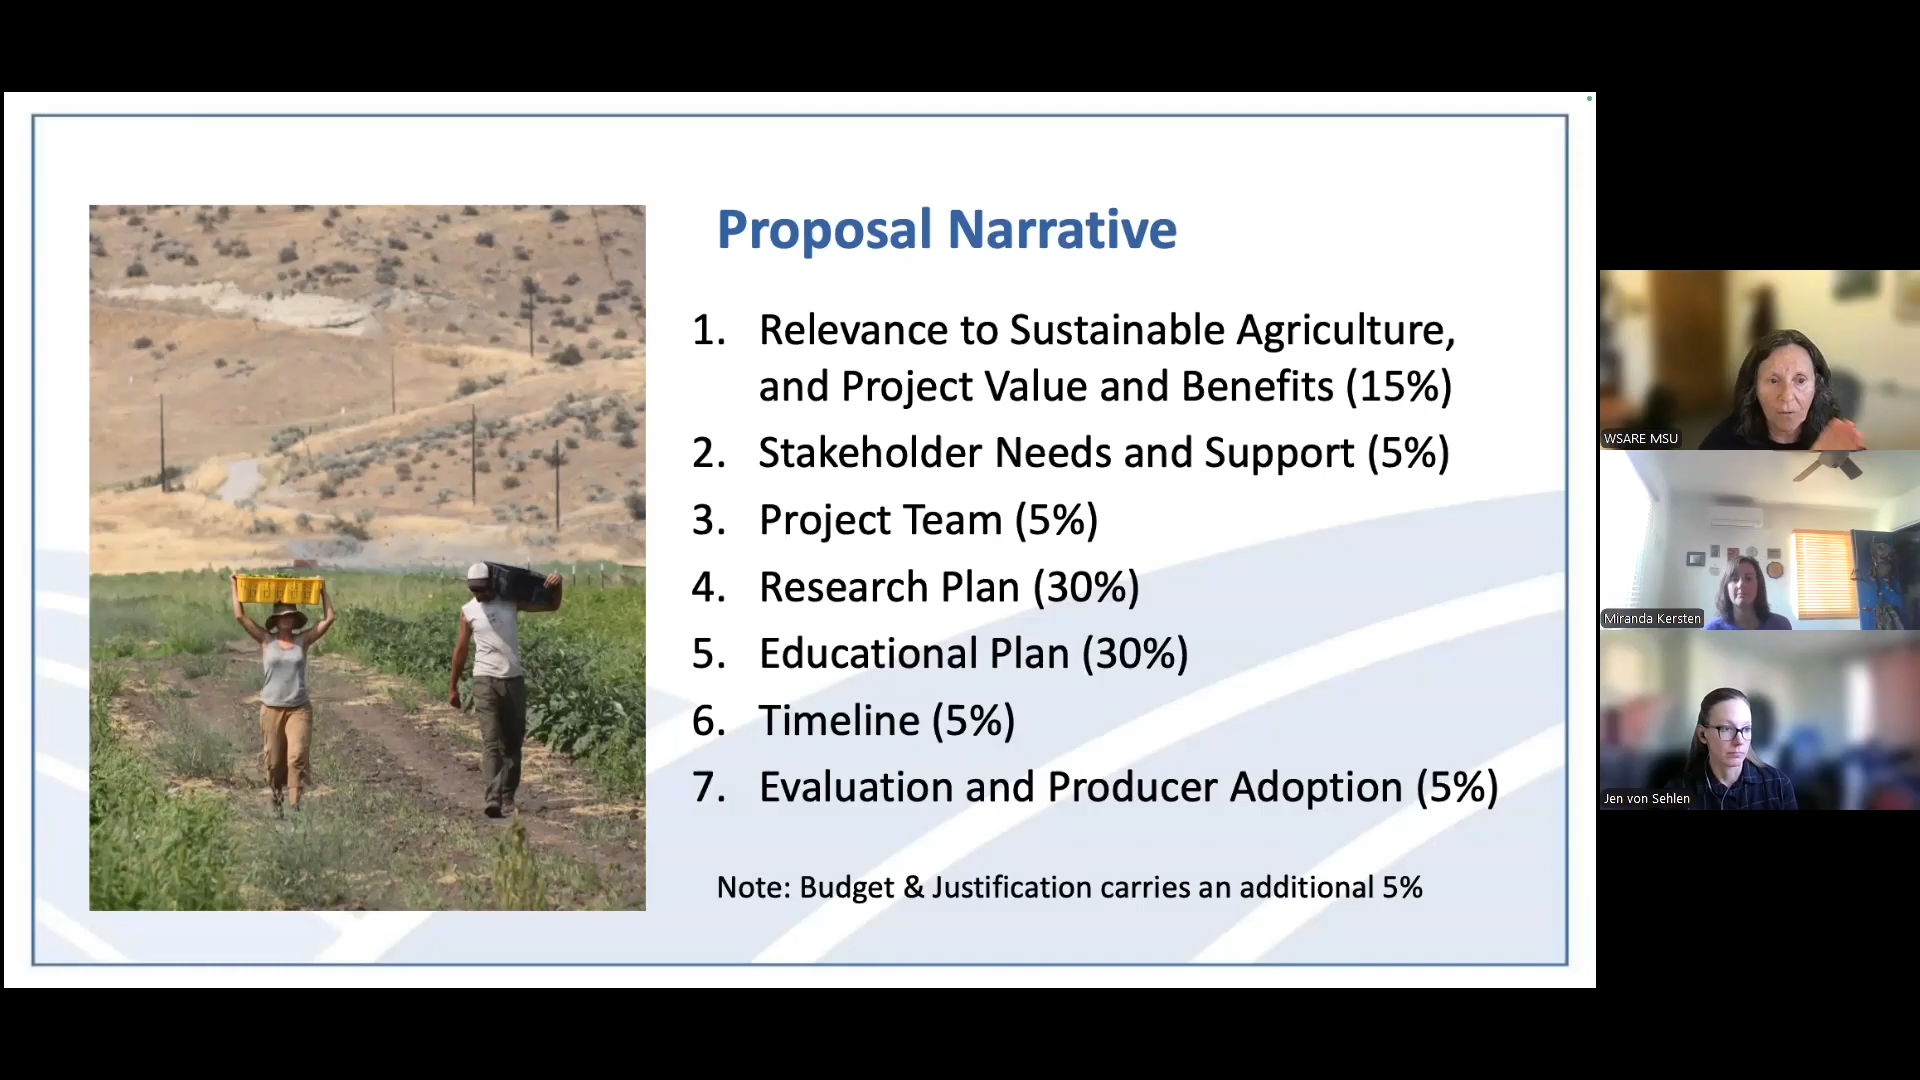 Proposal Narrative
1. Relevance to Sustainable Agriculture,
and Project Value and Benefits (15%)
2. Stakeholder Needs and Support (5%)
3. Project Team (5%)
4. Research Plan (30%)
5. Educational Plan (30%)
6. Timeline (5%)
7. Evaluation and Producer Adoption (5%)
Note: Budget & Justification carries an additional 5%
WSARE MSU
Miranda Kersten
Jen von Sehlen